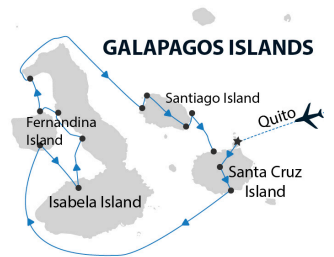 GALAPAGOS ISLANDS
Santiago Island
Quito
Fernandina
Island
Santa Cruz
Island
Isabela Island